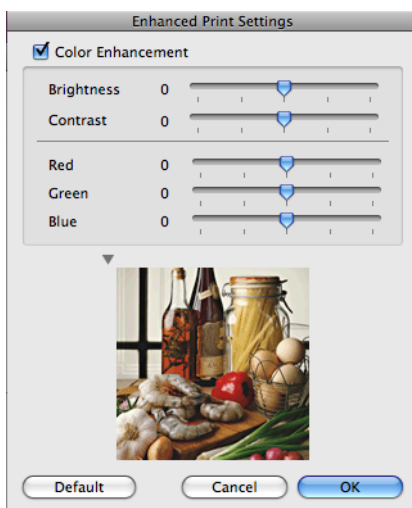 Enhanced Print Settings
Color Enhancement
Brightness 0
Contrast 0
Red 0
Green 0
Blue 0
Default Cancel OK